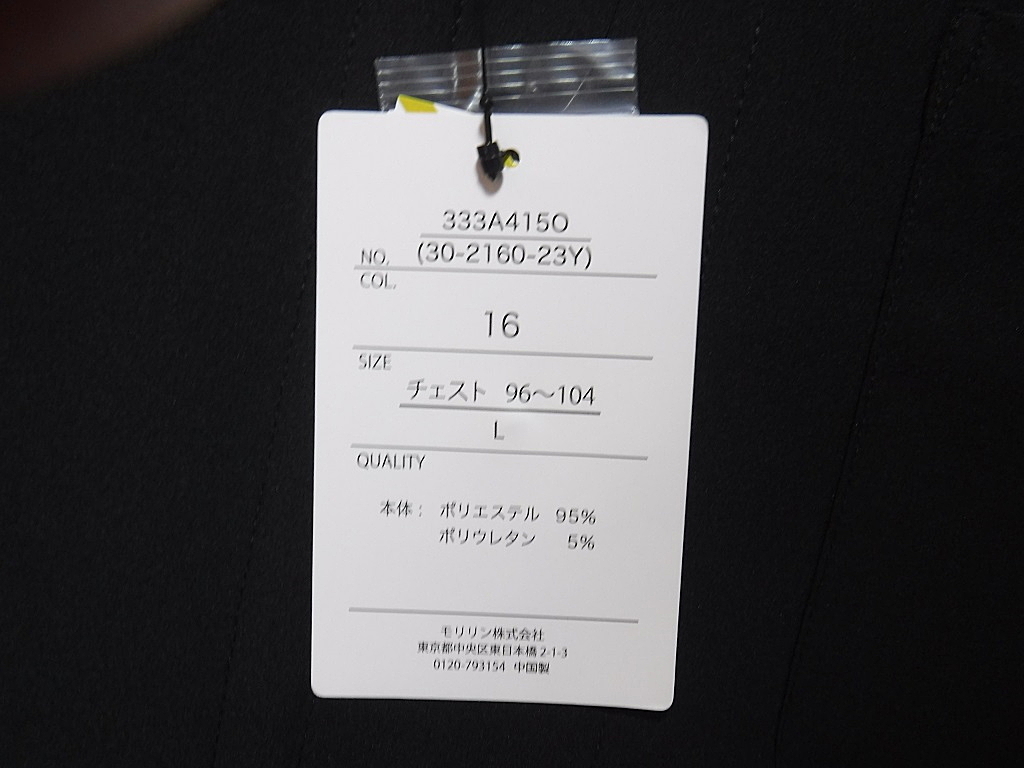 333A415O
NO. (30-2160-23Y)
COL.
16
SIZE
チェスト 96～104
L
QUALITY
本体： ポリエステル 95%
ポリウレタン 5%
モリリン株式会社
東京都中央区東日本橋2-1-3
0120-793154 中国製